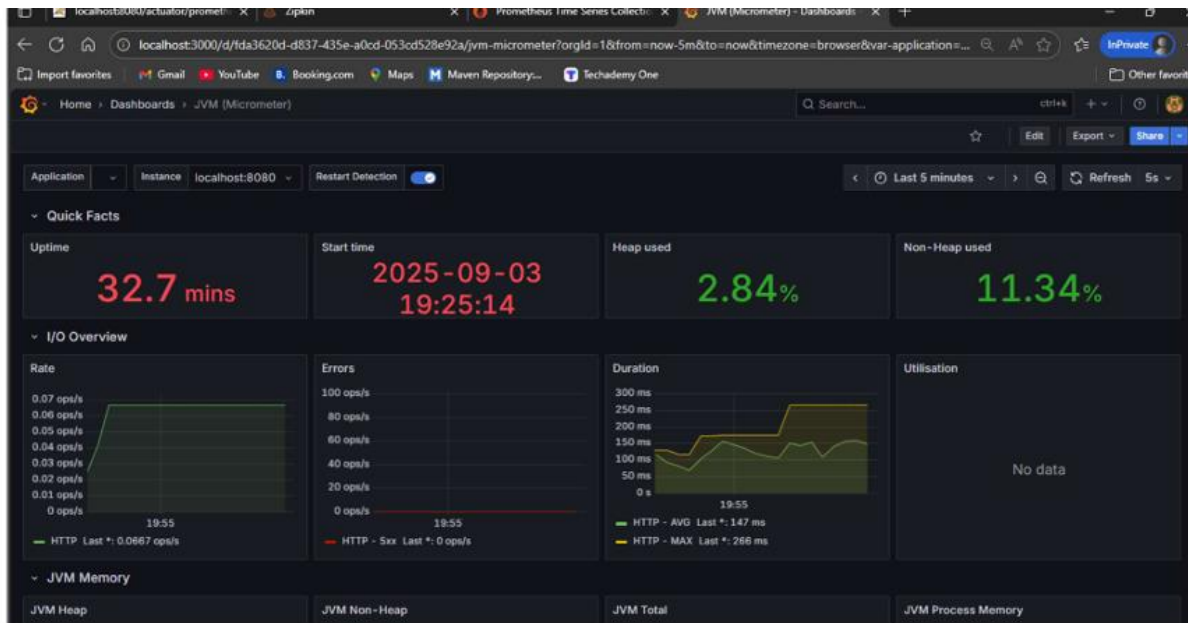 localhost:8080/actuator/prometh
Zipkin
Prometheus Time Series Collectio
JVM (Micrometer) - Dashboards
localhost:3000/d/fda3620d-d837-435e-a0cd-053cd528e92a/jvm-micrometer?orgId=1&from=now-5m&to=now&timezone=browser&var-application=...
InPrivate
Import favorites
Gmail
YouTube
Booking.com
Maps
Maven Repository:...
Techademy One
Other favorit
Home › Dashboards › JVM (Micrometer)
Search...
ctrl+k
Edit
Export
Share
Application
Instance
localhost:8080
Restart Detection
Last 5 minutes
Refresh
5s
Quick Facts
Uptime
32.7 mins
Start time
2025-09-03
19:25:14
Heap used
2.84%
Non-Heap used
11.34%
I/O Overview
Rate
0.07 ops/s
0.06 ops/s
0.05 ops/s
0.04 ops/s
0.03 ops/s
0.02 ops/s
0.01 ops/s
0 ops/s
19:55
HTTP Last *: 0.0667 ops/s
Errors
100 ops/s
80 ops/s
60 ops/s
40 ops/s
20 ops/s
0 ops/s
19:55
HTTP - 5xx Last *: 0 ops/s
Duration
300 ms
250 ms
200 ms
150 ms
100 ms
50 ms
0 s
19:55
HTTP - AVG Last *: 147 ms
HTTP - MAX Last *: 266 ms
Utilisation
No data
JVM Memory
JVM Heap
JVM Non-Heap
JVM Total
JVM Process Memory